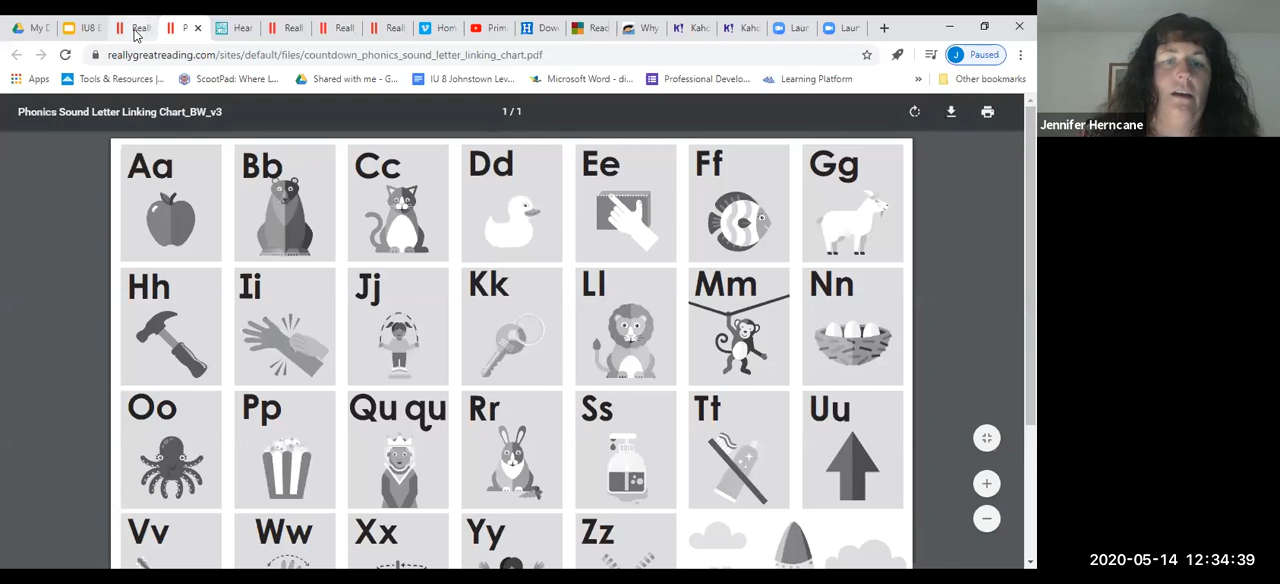 My D
IU8 E
Reall
P
Hear
Reall
Reall
Reall
Hom
Prim
Dow
Read
Why
Kaho
Kaho
Laun
Laun
reallygreatreading.com/sites/default/files/countdown_phonics_sound_letter_linking_chart.pdf
J Paused
Apps
Tools & Resources |...
ScootPad: Where L...
Shared with me - G...
IU 8 Johnstown Lev...
Microsoft Word - di...
Professional Develo...
Learning Platform
»
Other bookmarks
Phonics Sound Letter Linking Chart_BW_v3
1 / 1
Jennifer Herncane
Aa Bb Cc Dd Ee Ff Gg
Hh Ii Jj Kk Ll Mm Nn
Oo Pp Qu qu Rr Ss Tt Uu
Vv Ww Xx Yy Zz
2020-05-14 12:34:39